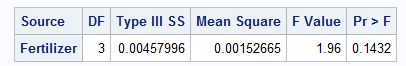 Source DF Type III SS Mean Square F Value Pr > F
Fertilizer 3 0.00457996 0.00152665 1.96 0.1432